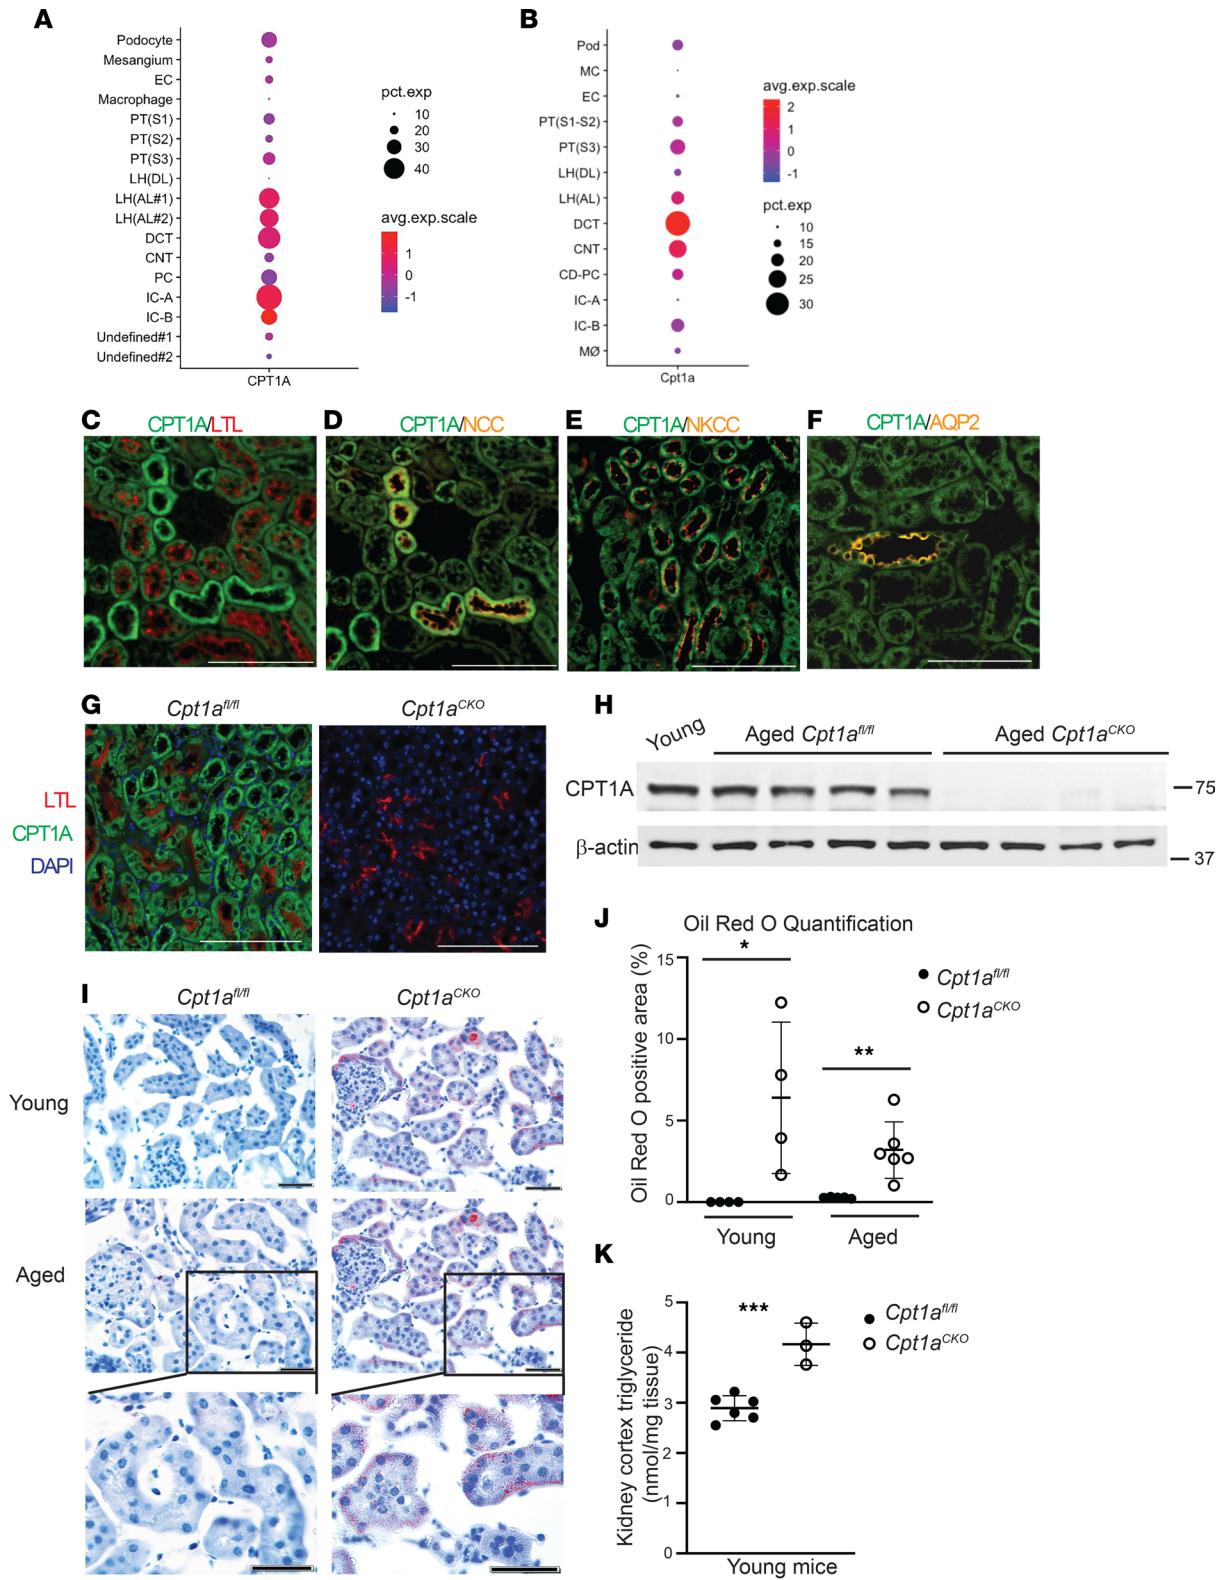 A
Podocyte
Mesangium
EC
Macrophage
PT(S1)
PT(S2)
PT(S3)
LH(DL)
LH(AL#1)
LH(AL#2)
DCT
CNT
PC
IC-A
IC-B
Undefined#1
Undefined#2
CPT1A
pct.exp
10
20
30
40
avg.exp.scale
1
0
-1
B
Pod
MC
EC
PT(S1-S2)
PT(S3)
LH(DL)
LH(AL)
DCT
CNT
CD-PC
IC-A
IC-B
MØ
Cpt1a
avg.exp.scale
2
1
0
-1
pct.exp
10
15
20
25
30
C
CPT1A/LTL
D
CPT1A/NCC
E
CPT1A/NKCC
F
CPT1A/AQP2
G
Cpt1a^fl/fl
Cpt1a^CKO
LTL
CPT1A
DAPI
H
Young
Aged Cpt1a^fl/fl
Aged Cpt1a^CKO
CPT1A
75
β-actin
37
I
Cpt1a^fl/fl
Cpt1a^CKO
Young
Aged
J
Oil Red O Quantification
Oil Red O positive area (%)
15
10
5
0
*
**
Cpt1a^fl/fl
Cpt1a^CKO
Young
Aged
K
Kidney cortex triglyceride
(nmol/mg tissue)
5
4
3
2
1
0
***
Cpt1a^fl/fl
Cpt1a^CKO
Young mice